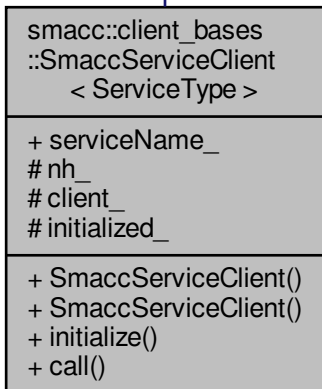 smacc::client_bases
::SmaccServiceClient
< ServiceType >
+ serviceName_
# nh_
# client_
# initialized_
+ SmaccServiceClient()
+ SmaccServiceClient()
+ initialize()
+ call()